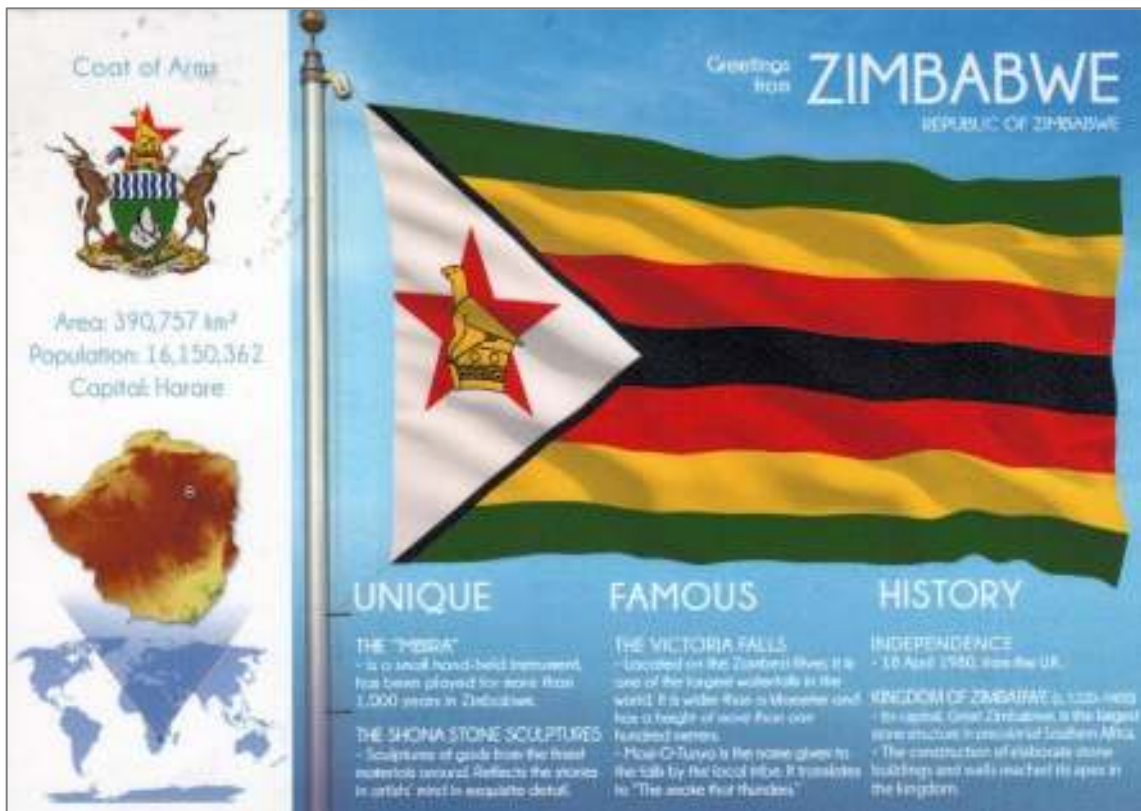 Coat of Arms
Area: 390,757 km²
Population: 16,150,362
Capital: Harare
Greetings
from
ZIMBABWE
REPUBLIC OF ZIMBABWE
UNIQUE
THE "MBIRA"
- is a small hand-held instrument,
has been played for more than
1,000 years in Zimbabwe.
THE SHONA STONE SCULPTURES
- Sculptures of gods from the finest
materials around. Reflects the stories
in artists' mind in exquisite detail.
FAMOUS
THE VICTORIA FALLS
- Located on the Zambezi River, it is
one of the largest waterfalls in the
world. It is wider than a kilometer and
has a height of more than one
hundred meters.
- is the name given to
the falls by the local tribe. It translates
to "The smoke that thunders."
HISTORY
INDEPENDENCE
- 18 April 1980, from the U.K.
KINGDOM OF ZIMBABWE
- Its capital, Great Zimbabwe, is the largest
stone structure in precolonial Southern Africa.
- The construction of elaborate stone
buildings and walls reached its apex in
the kingdom.